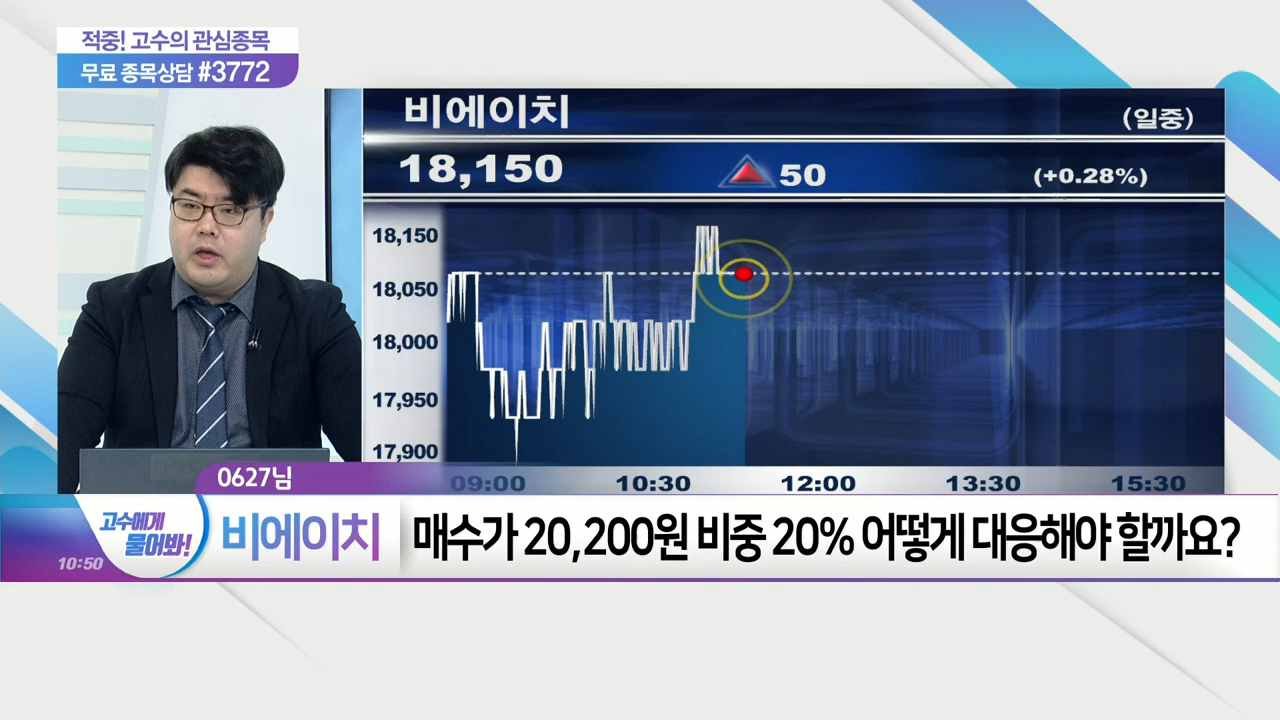 적중! 고수의 관심종목
무료 종목상담 #3772
비에이치
(일중)
18,150
50
(+0.28%)
18,150
18,050
18,000
17,950
17,900
09:00
10:30
12:00
13:30
15:30
0627님
고수에게
물어봐!
10:50
비에이치
매수가 20,200원 비중 20% 어떻게 대응해야 할까요?